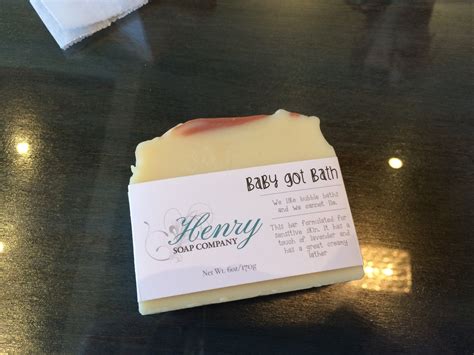 Baby Got Bath
We like bubble baths
and we cannot lie.
This bar formulated for
sensitive skin. It has a
touch of lavender and
has a great creamy
lather
Henry
SOAP COMPANY
Net Wt. 6oz/170g